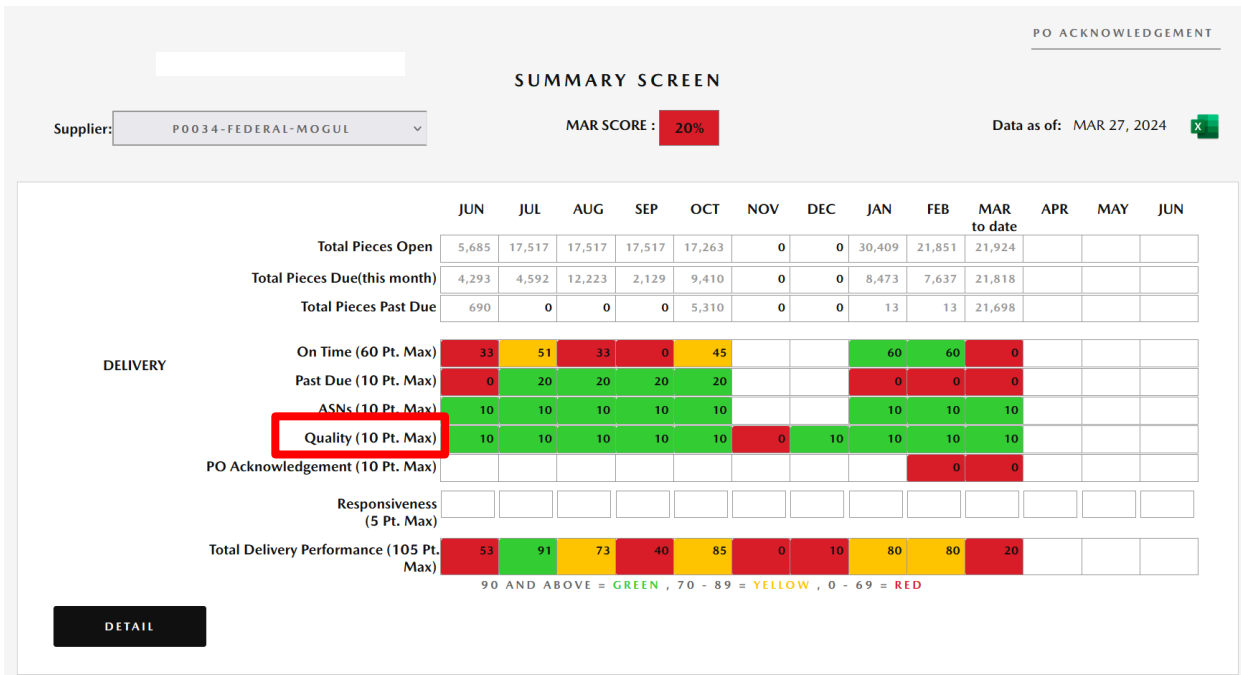 PO ACKNOWLEDGEMENT
SUMMARY SCREEN
Supplier: P0034-FEDERAL-MOGUL MAR SCORE : 20% Data as of: MAR 27, 2024
JUN JUL AUG SEP OCT NOV DEC JAN FEB MAR to date APR MAY JUN
Total Pieces Open 5,685 17,517 17,517 17,517 17,263 0 0 30,409 21,851 21,924
Total Pieces Due(this month) 4,293 4,592 12,223 2,129 9,410 0 0 8,473 7,637 21,818
Total Pieces Past Due 690 0 0 0 5,310 0 0 13 13 21,698
DELIVERY
On Time (60 Pt. Max) 33 51 33 0 45 60 60 0
Past Due (10 Pt. Max) 0 20 20 20 20 0 0 0
ASNs (10 Pt. Max) 10 10 10 10 10 10 10 10
Quality (10 Pt. Max) 10 10 10 10 10 0 10 10 10 10
PO Acknowledgement (10 Pt. Max) 0 0
Responsiveness
(5 Pt. Max)
Total Delivery Performance (105 Pt. Max) 53 91 73 40 85 0 10 80 80 20
90 AND ABOVE = GREEN , 70 - 89 = YELLOW , 0 - 69 = RED
DETAIL